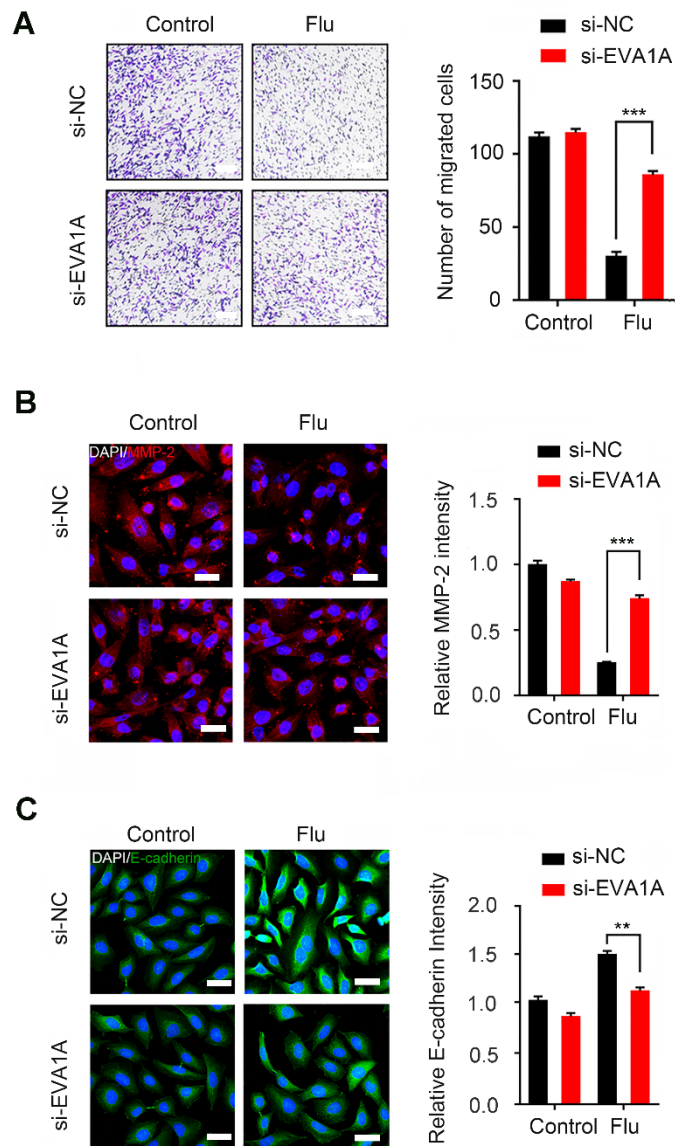 A
Control
Flu
si-NC
si-EVA1A
si-NC
si-EVA1A
Number of migrated cells
150
100
50
0
***
Control
Flu
B
Control
Flu
DAPI/MMP-2
si-NC
si-EVA1A
si-NC
si-EVA1A
Relative MMP-2 intensity
1.5
1.0
0.5
0.0
***
Control
Flu
C
Control
Flu
DAPI/E-cadherin
si-NC
si-EVA1A
si-NC
si-EVA1A
Relative E-cadherin Intensity
2.0
1.5
1.0
0.5
0.0
**
Control
Flu